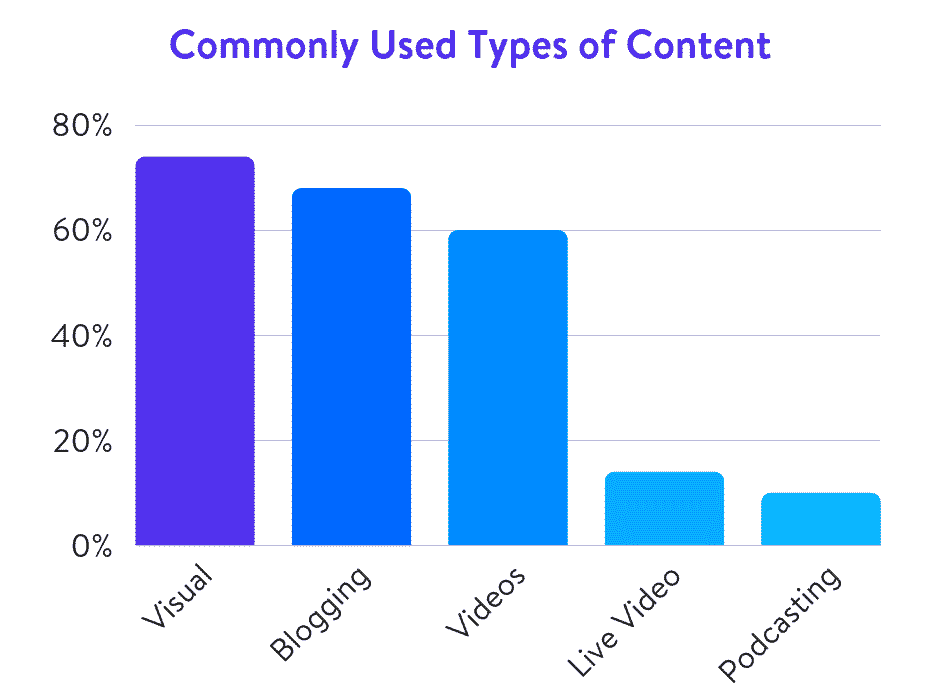 Commonly Used Types of Content
80%
60%
40%
20%
0%
Visual
Blogging
Videos
Live Video
Podcasting